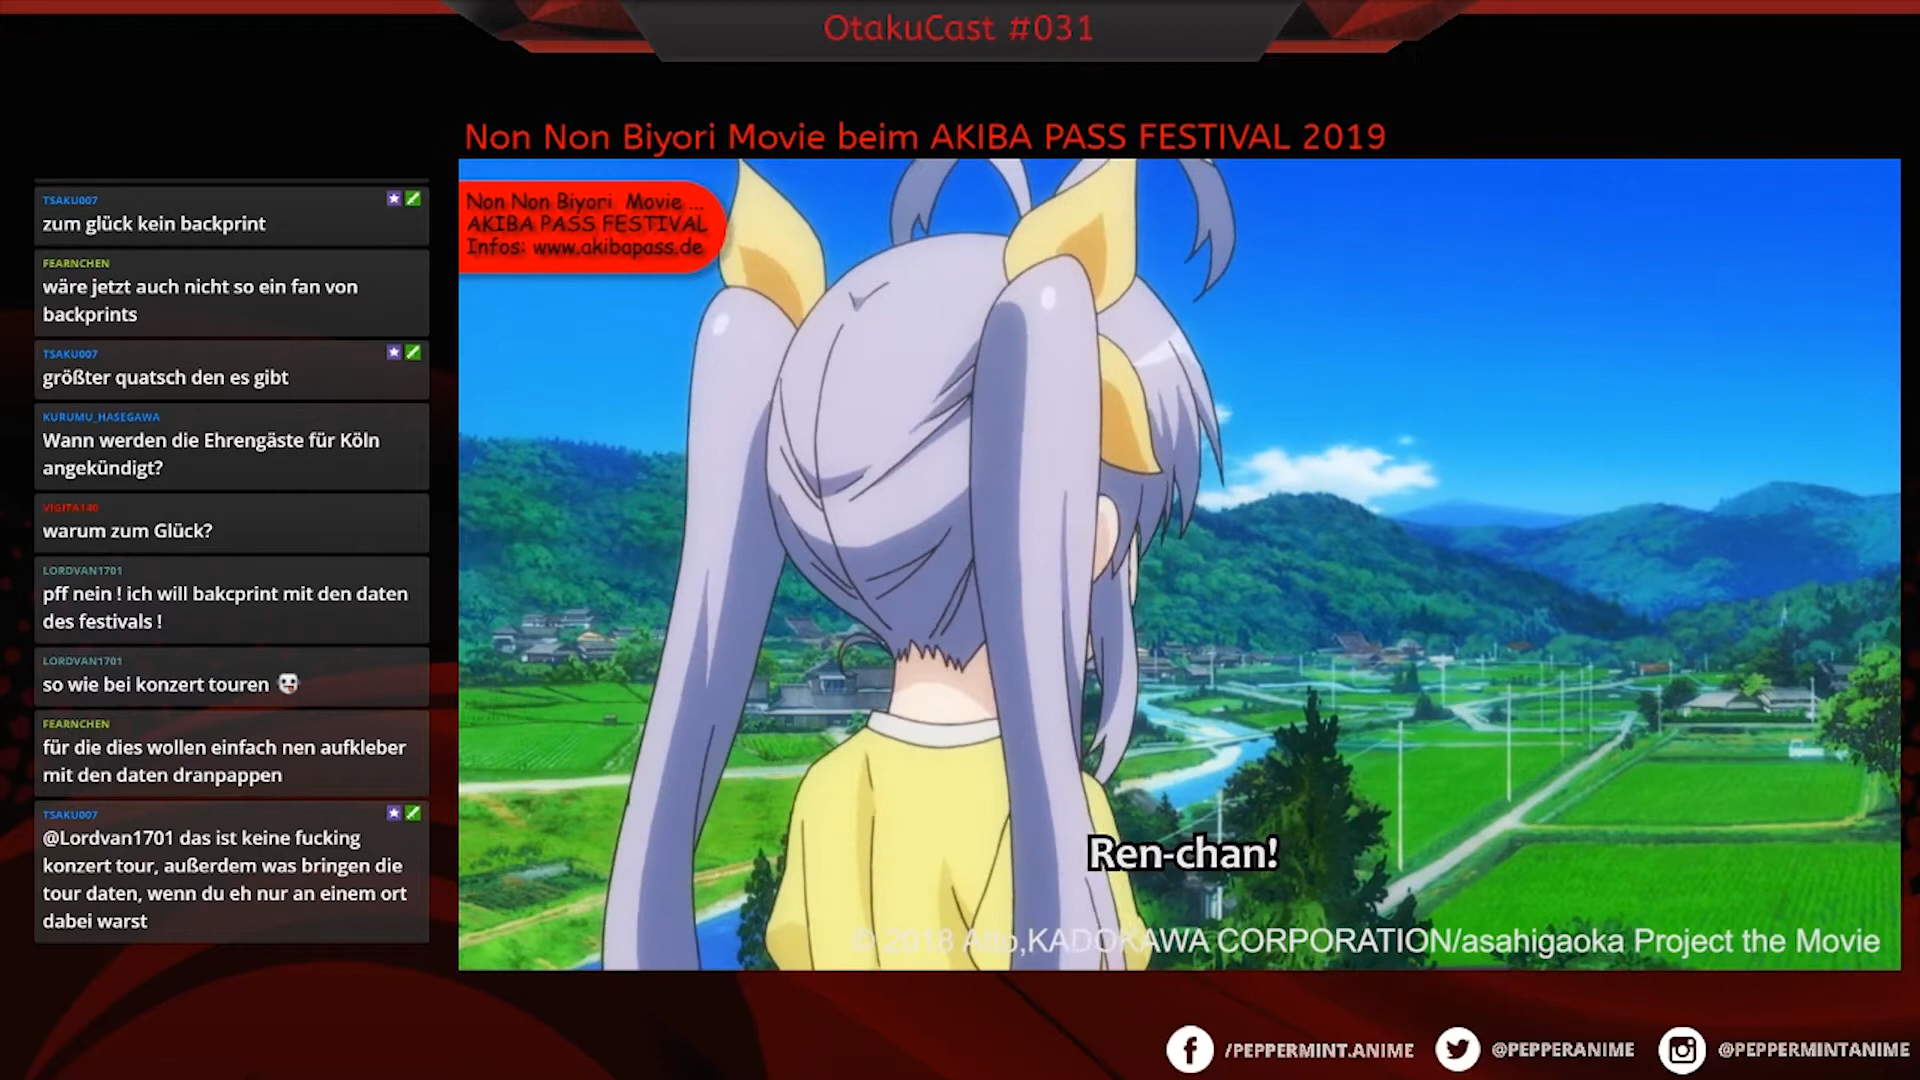 OtakuCast #031
Non Non Biyori Movie beim AKIBA PASS FESTIVAL 2019
TSAKU007
zum glück kein backprint
FEARNCHEN
wäre jetzt auch nicht so ein fan von
backprints
TSAKU007
größter quatsch den es gibt
KURUMU_HASEGAWA
Wann werden die Ehrengäste für Köln
angekündigt?
VIGITA140
warum zum Glück?
LORDVAN1701
pff nein ! ich will bakcprint mit den daten
des festivals !
LORDVAN1701
so wie bei konzert touren
FEARNCHEN
für die dies wollen einfach nen aufkleber
mit den daten dranpappen
TSAKU007
@Lordvan1701 das ist keine fucking
konzert tour, außerdem was bringen die
tour daten, wenn du eh nur an einem ort
dabei warst
Non Non Biyori Movie ...
AKIBA PASS FESTIVAL
Infos: www.akibapass.de
Ren-chan!
© 2018 Atto,KADOKAWA CORPORATION/asahigaoka Project the Movie
/PEPPERMINT.ANIME
@PEPPERANIME
@PEPPERMINTANIME